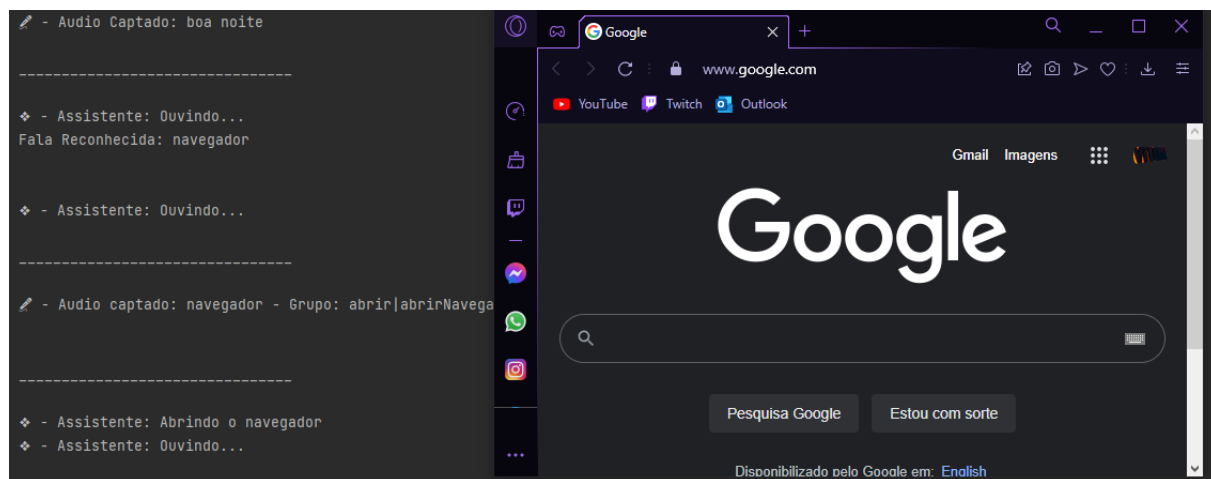 - Audio Captado: boa noite
--------------------------------
❖ - Assistente: Ouvindo...
Fala Reconhecida: navegador
❖ - Assistente: Ouvindo...
--------------------------------
- Audio captado: navegador - Grupo: abrir|abrirNavega
--------------------------------
❖ - Assistente: Abrindo o navegador
❖ - Assistente: Ouvindo...
Google
www.google.com
YouTube Twitch Outlook
Gmail Imagens
Google
Pesquisa Google Estou com sorte
Disponibilizado pelo Google em: English